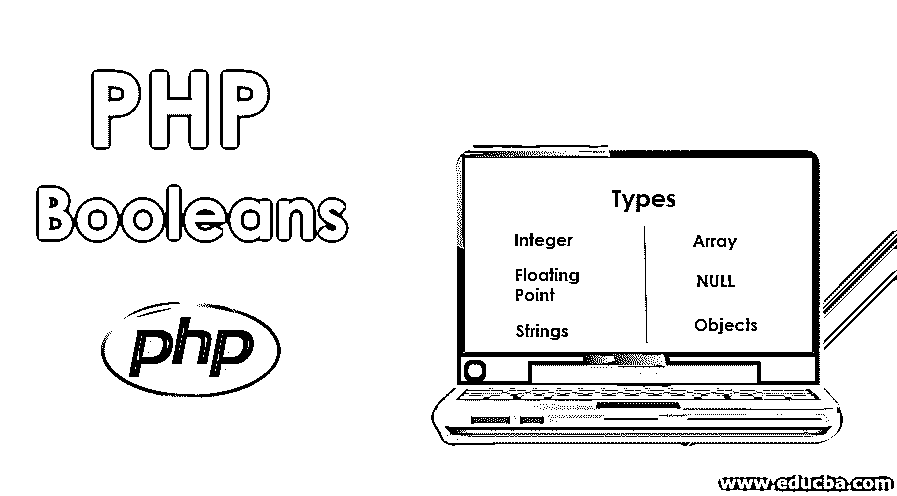 PHP
Booleans
php
Types
Integer
Floating
Point
Strings
Array
NULL
Objects
www.educba.com